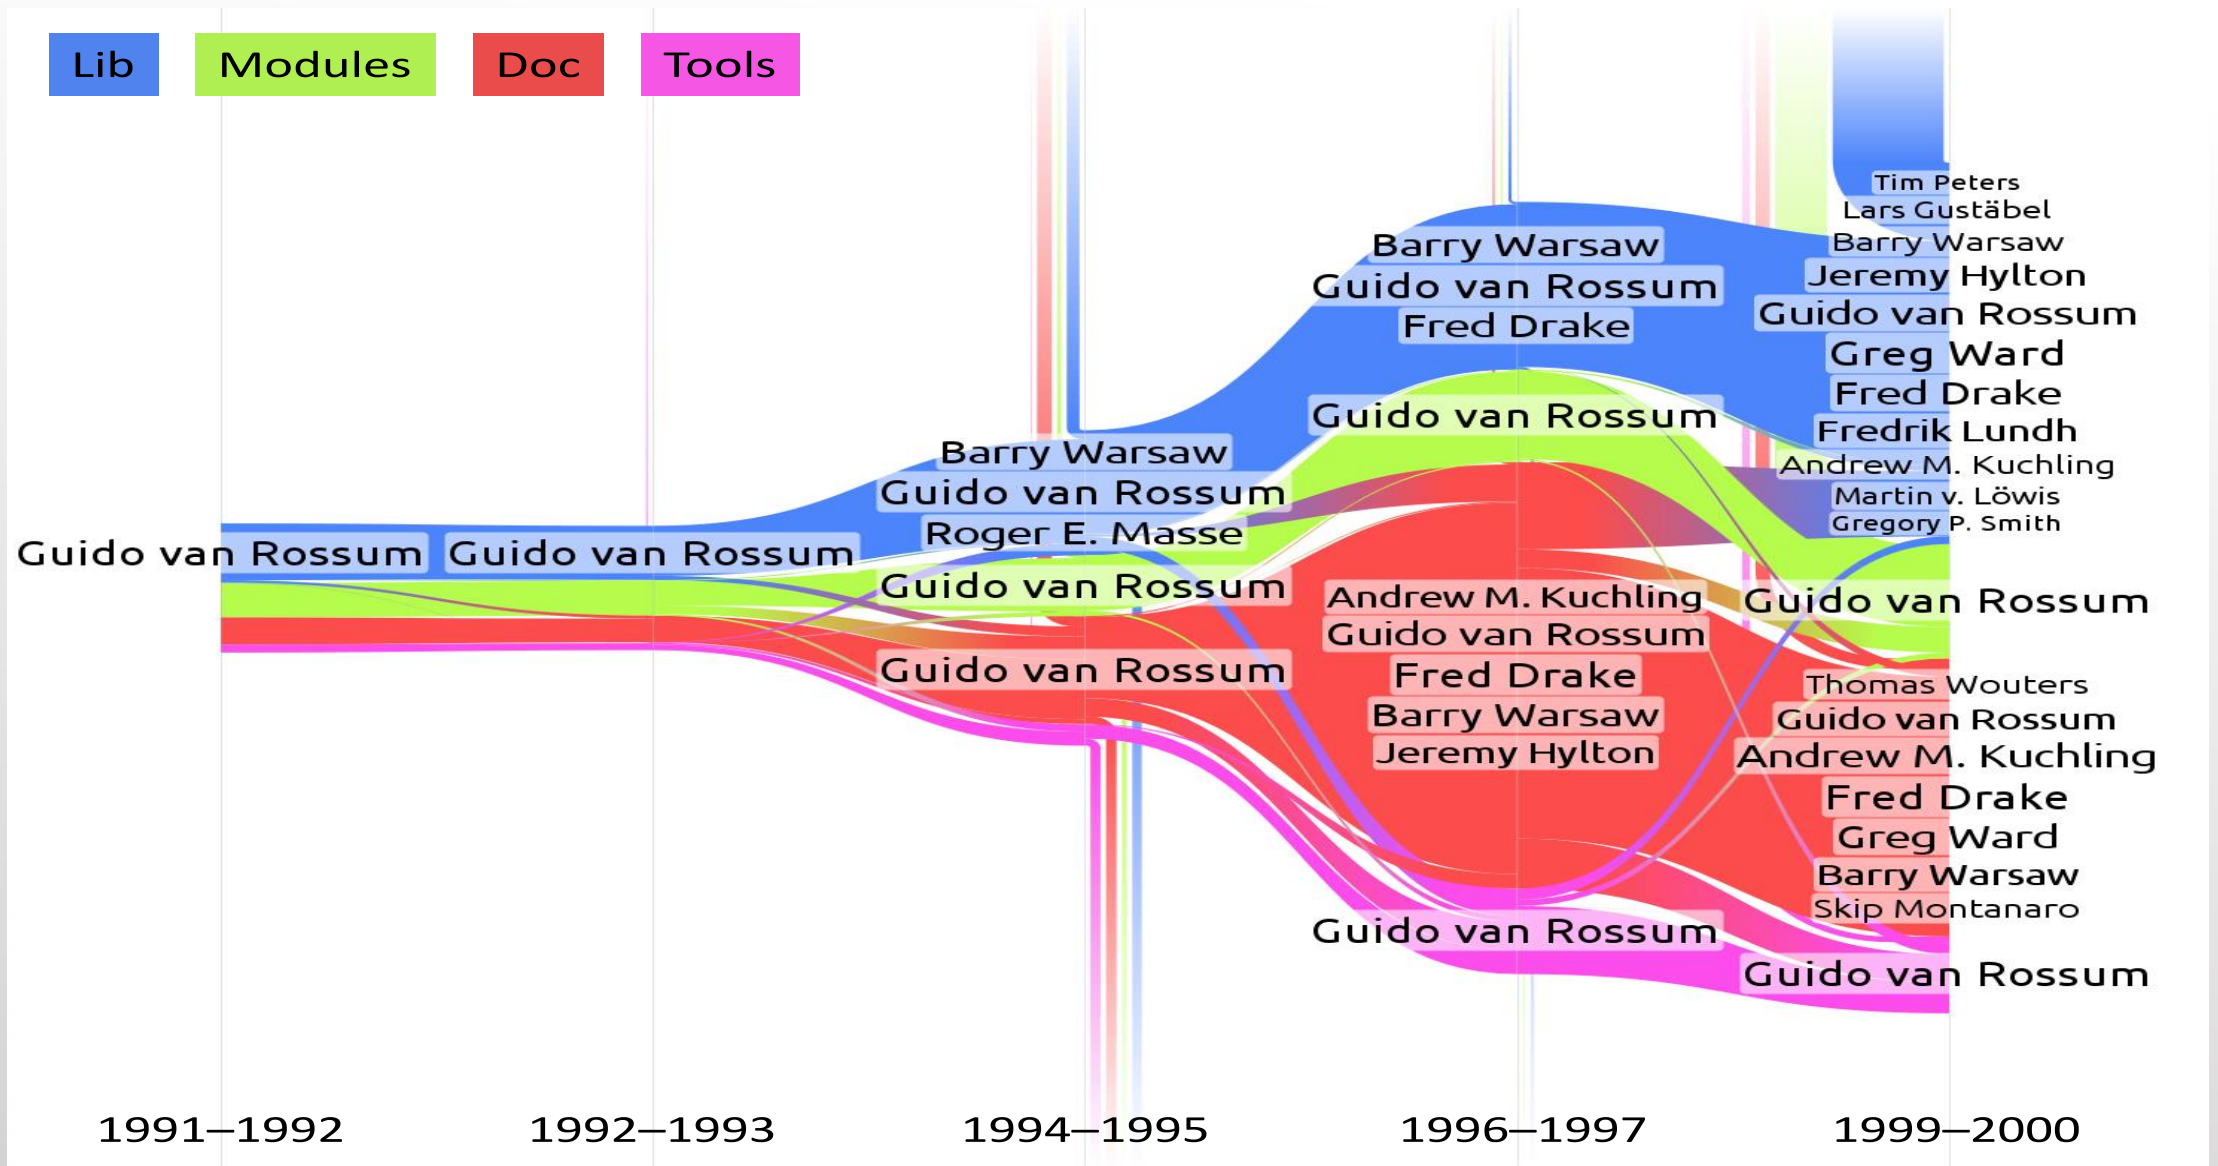 Lib Modules Doc Tools
Guido van Rossum
Guido van Rossum
Barry Warsaw
Guido van Rossum
Roger E. Masse
Guido van Rossum
Guido van Rossum
Barry Warsaw
Guido van Rossum
Fred Drake
Guido van Rossum
Andrew M. Kuchling
Guido van Rossum
Fred Drake
Barry Warsaw
Jeremy Hylton
Guido van Rossum
Tim Peters
Lars Gustäbel
Barry Warsaw
Jeremy Hylton
Guido van Rossum
Greg Ward
Fred Drake
Fredrik Lundh
Andrew M. Kuchling
Martin v. Löwis
Gregory P. Smith
Guido van Rossum
Thomas Wouters
Guido van Rossum
Andrew M. Kuchling
Fred Drake
Greg Ward
Barry Warsaw
Skip Montanaro
Guido van Rossum
1991–1992 1992–1993 1994–1995 1996–1997 1999–2000